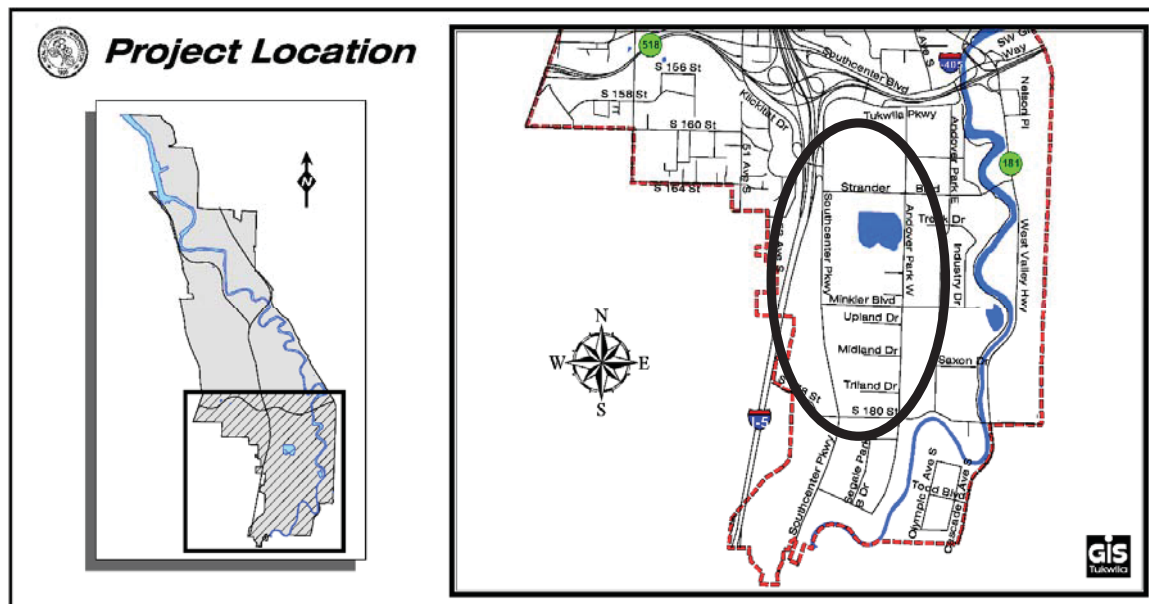 Project Location
N
518
S 156 St
S 158 St
S 160 St
S 164 St
51 Ave S
Klickitat Dr
Southcenter Blvd
Ave S
SW G
Way
I-405
Nelson Pl
Tukwila Pkwy
Andover Park E
181
Strander Blvd
Southcenter Pkwy
Andover Park W
Treck Dr
Industry Dr
West Valley Hwy
Minkler Blvd
Upland Dr
Midland Dr
Saxon Dr
Triland Dr
S 180 St
I-5
N
W E
S
Southcenter Pkwy
Segale Park
B Dr
Olympic Ave S
Todd Blvd
Cascade Ave S
GIS
Tukwila